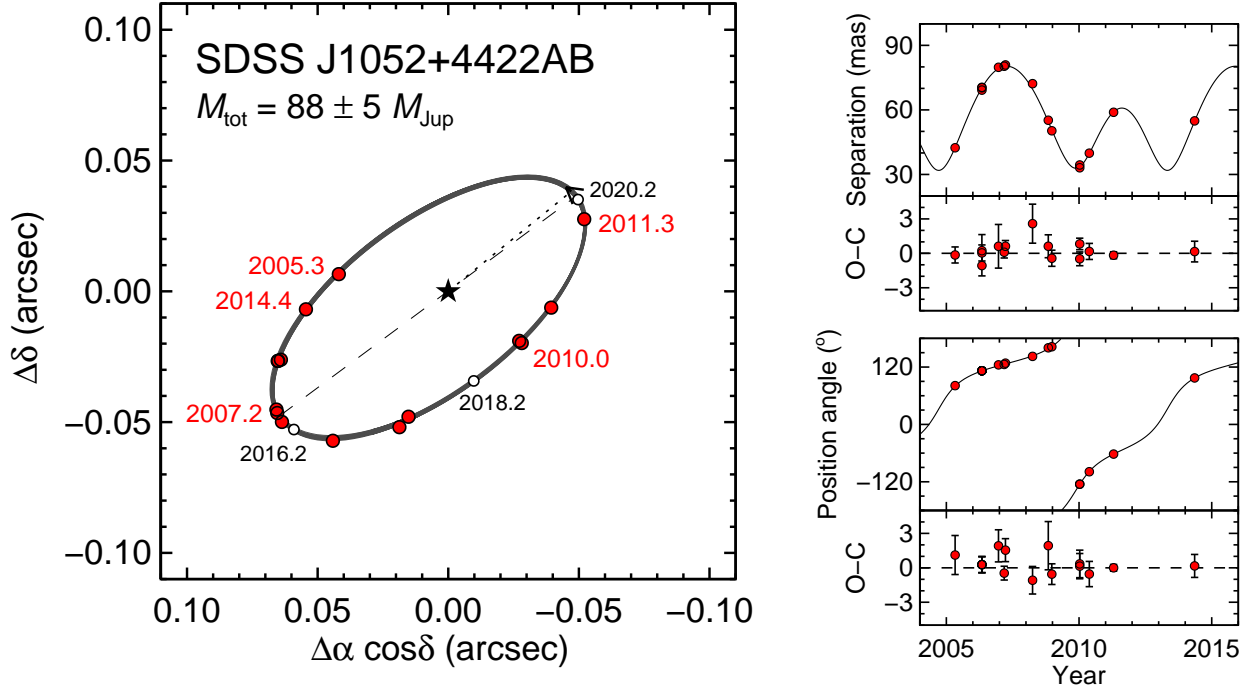 SDSS J1052+4422AB
Mtot = 88 ± 5 MJup
0.10
0.05
0.00
−0.05
−0.10
Δδ (arcsec)
2020.2
2011.3
2005.3
2014.4
2010.0
2018.2
2007.2
2016.2
0.10 0.05 0.00 −0.05 −0.10
Δα cosδ (arcsec)
Separation (mas)
90
60
30
O−C
3
0
−3
Position angle (°)
120
0
−120
O−C
3
0
−3
2005 2010 2015
Year